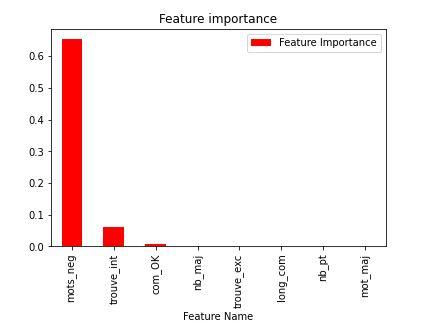 Feature importance
Feature Importance
0.6
0.5
0.4
0.3
0.2
0.1
0.0
mots_neg
trouve_int
com_OK
nb_maj
trouve_exc
long_com
nb_pt
mot_maj
Feature Name